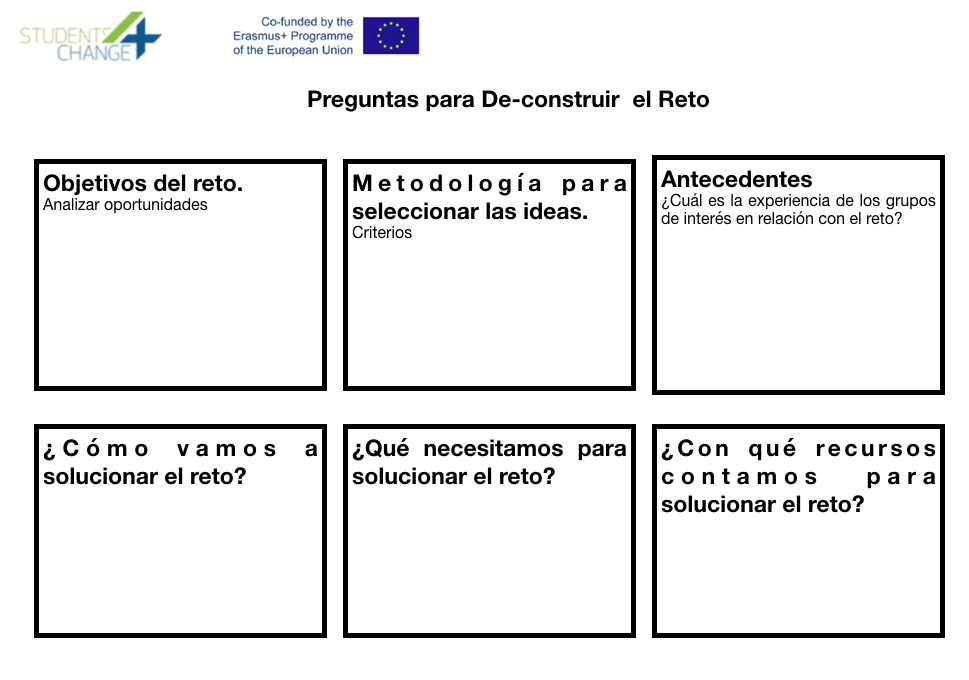 STUDENTS 4
CHANGE
Co-funded by the
Erasmus+ Programme
of the European Union
Preguntas para De-construir  el Reto
Objetivos del reto.
Analizar oportunidades
Metodología para
seleccionar las ideas.
Criterios
Antecedentes
¿Cuál es la experiencia de los grupos
de interés en relación con el reto?
¿Cómo vamos a
solucionar el reto?
¿Qué necesitamos para
solucionar el reto?
¿Con qué recursos
contamos para
solucionar el reto?